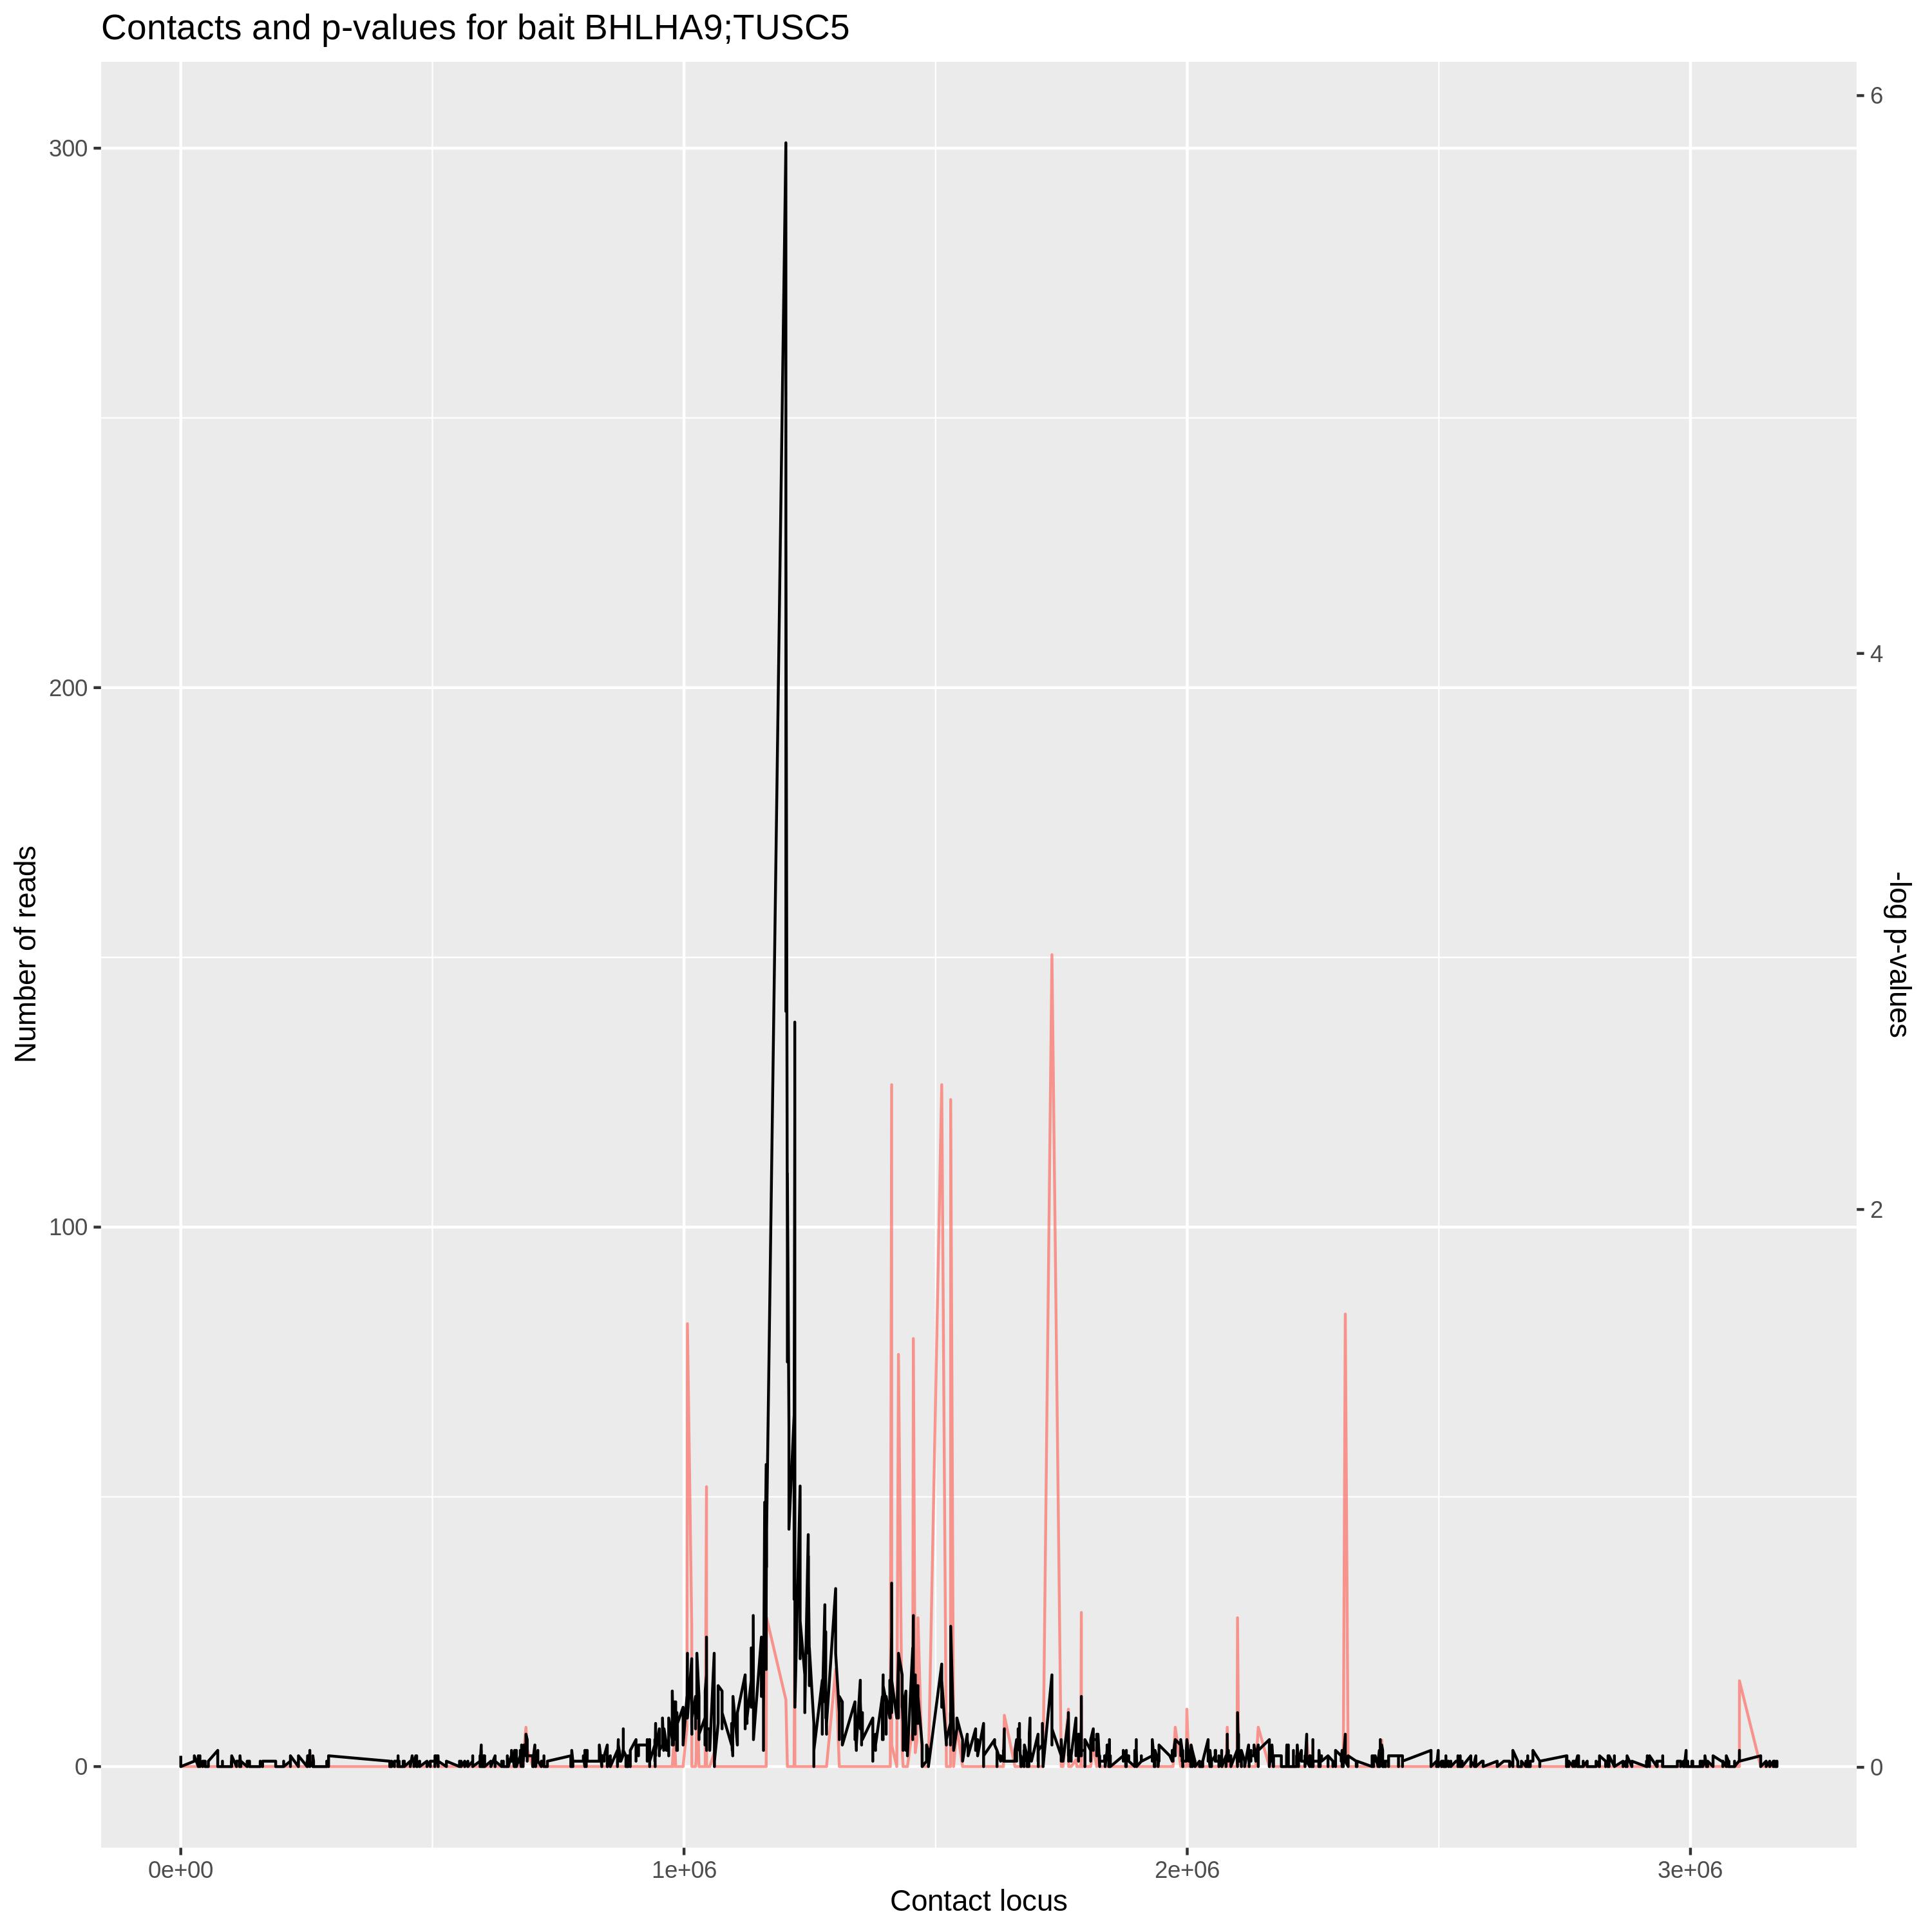 Contacts and p-values for bait BHLHA9;TUSC5
300
200
100
0
Number of reads
6
4
2
0
-log p-values
0e+00
1e+06
2e+06
3e+06
Contact locus